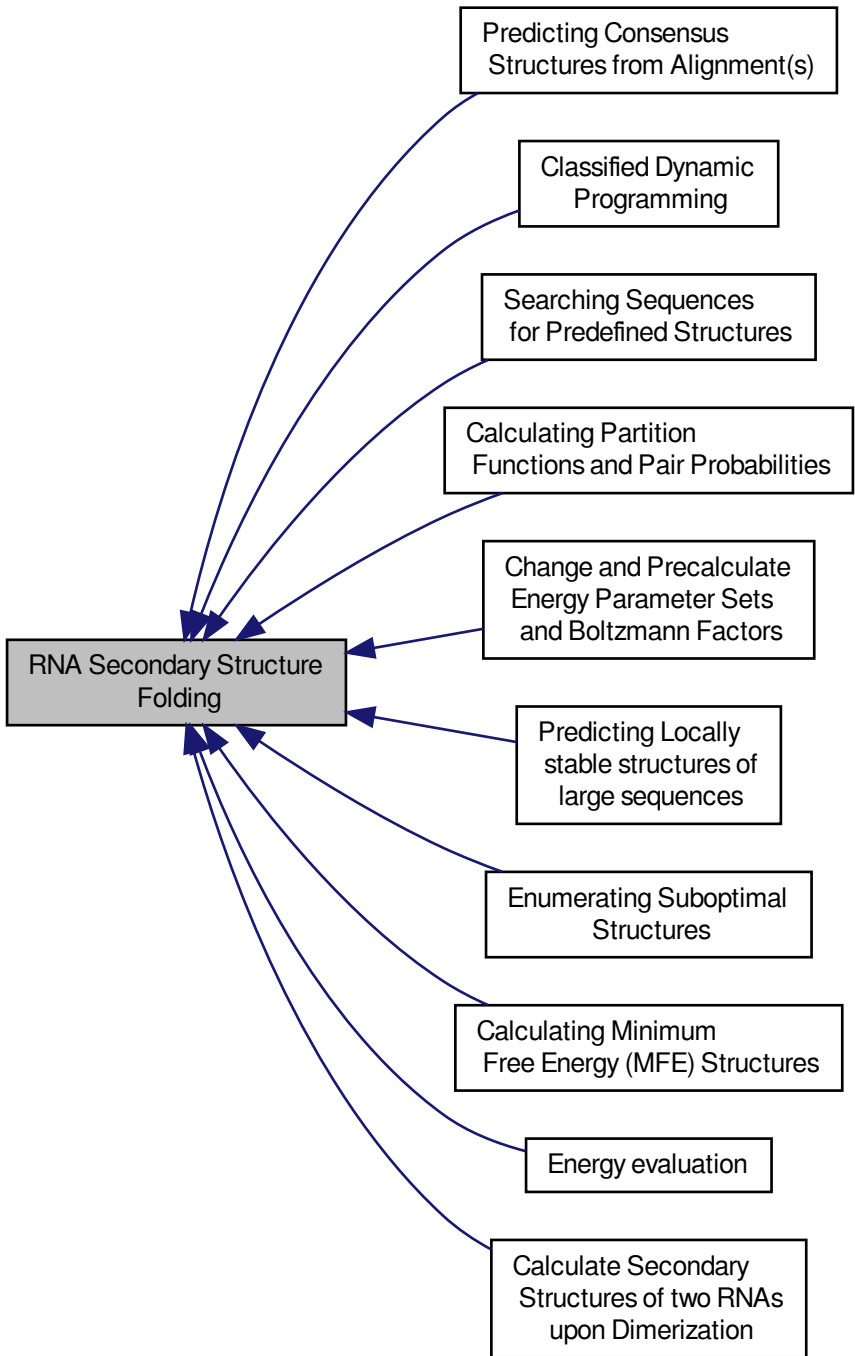 Predicting Consensus
Structures from Alignment(s)
Classified Dynamic
Programming
Searching Sequences
for Predefined Structures
Calculating Partition
Functions and Pair Probabilities
Change and Precalculate
Energy Parameter Sets
and Boltzmann Factors
RNA Secondary Structure
Folding
Predicting Locally
stable structures of
large sequences
Enumerating Suboptimal
Structures
Calculating Minimum
Free Energy (MFE) Structures
Energy evaluation
Calculate Secondary
Structures of two RNAs
upon Dimerization